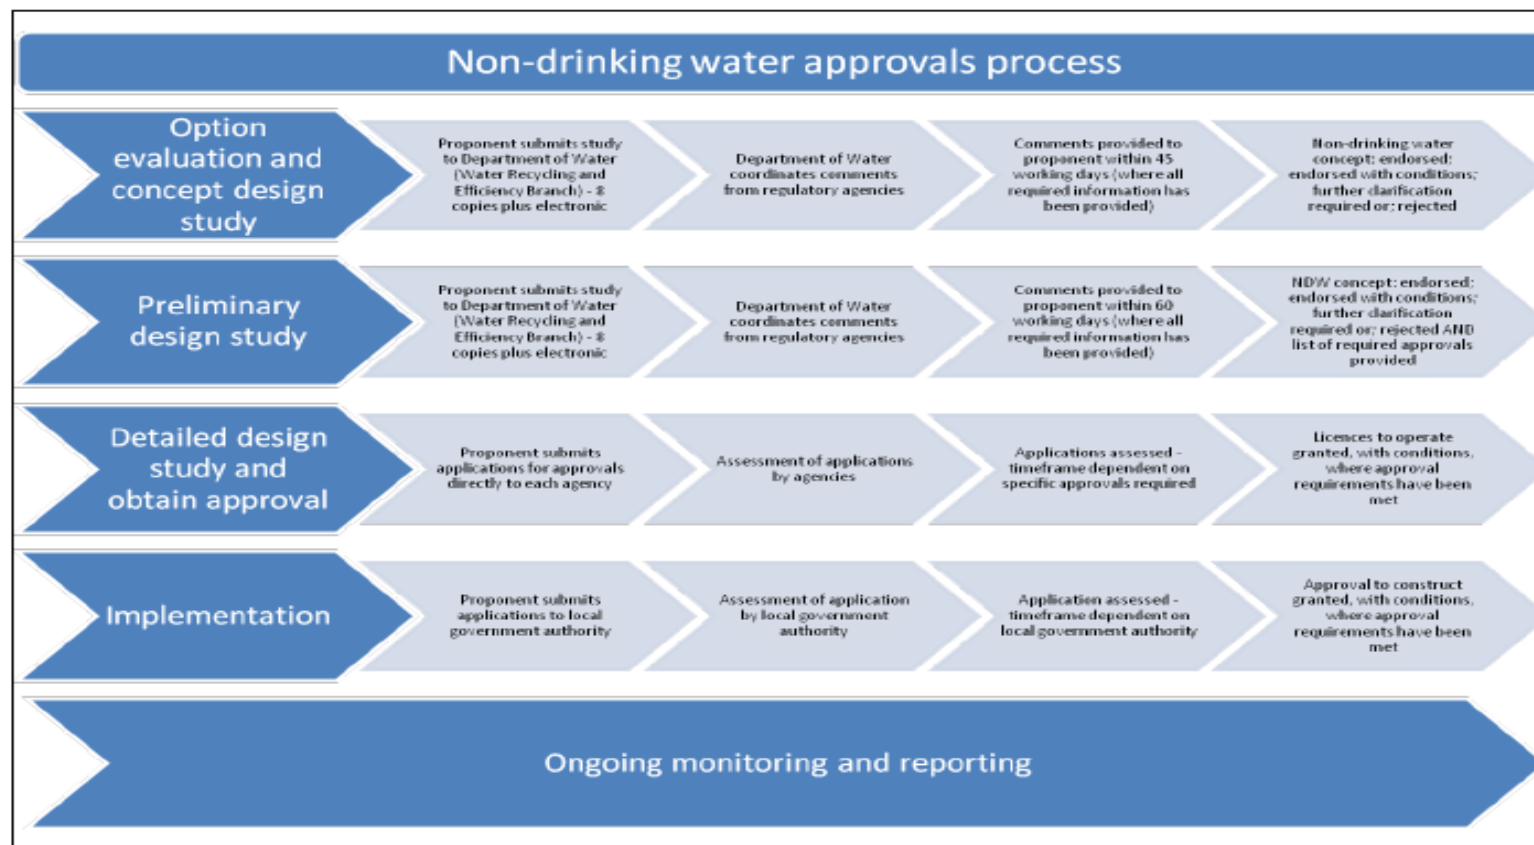 Non-drinking water approvals process
Option
evaluation and
concept design
study
Proponent submits study
to Department of Water
(Water Recycling and
Efficiency Branch) - 8
copies plus electronic
Department of Water
coordinates comments
from regulatory agencies
Comments provided to
proponent within 45
working days (where all
required information has
been provided)
Non-drinking water
concept: endorsed;
endorsed with conditions;
further clarification
required or; rejected
Preliminary
design study
Proponent submits study
to Department of Water
(Water Recycling and
Efficiency Branch) - 8
copies plus electronic
Department of Water
coordinates comments
from regulatory agencies
Comments provided to
proponent within 60
working days (where all
required information has
been provided)
NDW concept: endorsed;
endorsed with conditions;
further clarification
required or; rejected AND
list of required approvals
provided
Detailed design
study and
obtain approval
Proponent submits
applications for approvals
directly to each agency
Assessment of applications
by agencies
Applications assessed -
timeframe dependent on
specific approvals required
Licences to operate
granted, with conditions,
where approval
requirements have been
met
Implementation
Proponent submits
applications to local
government authority
Assessment of application
by local government
authority
Application assessed -
timeframe dependent on
local government authority
Approval to construct
granted, with conditions,
where approval
requirements have been
met
Ongoing monitoring and reporting